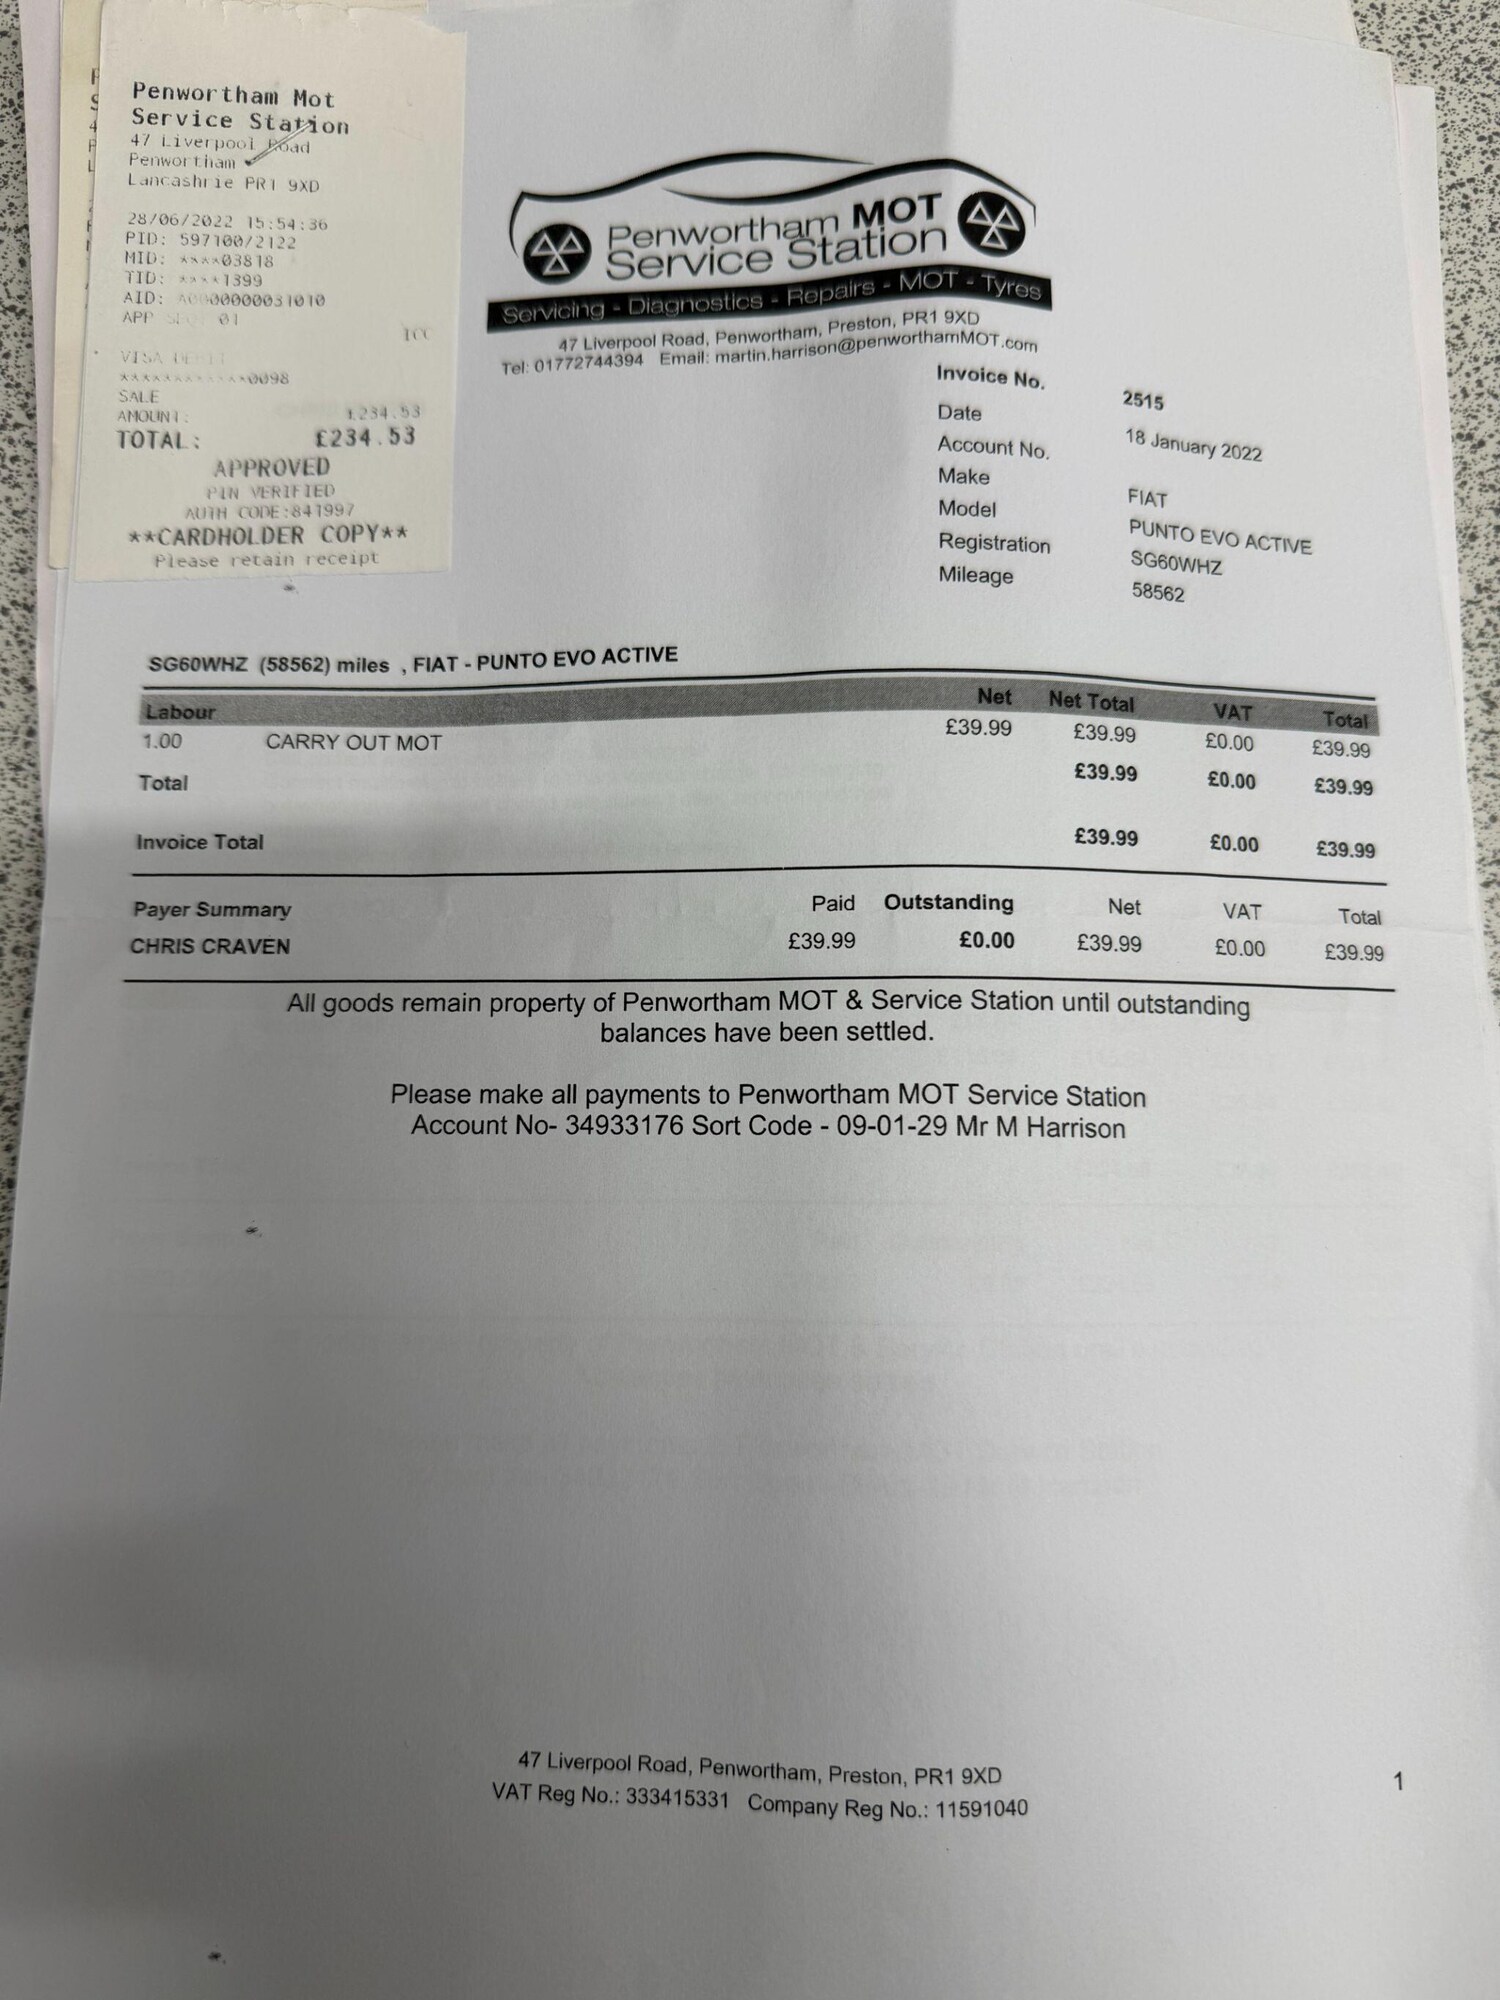 Penwortham Mot
Service Station
47 Liverpool Road
Penwortham
Lancashrie PR1 9XD
28/06/2022 15:54:36
PID: 597100/2122
MID: ****03818
TID: ****1399
AID: A0000000031010
APP 01
ICC
VISA
************0098
SALE
AMOUNT: £234.53
TOTAL: £234.53
APPROVED
PIN VERIFIED
AUTH CODE:841997
**CARDHOLDER COPY**
Please retain receipt
Penwortham MOT
Service Station
Servicing - Diagnostics - Repairs - MOT - Tyres
47 Liverpool Road, Penwortham, Preston, PR1 9XD
Tel: 01772744394 Email: martin.harrison@penworthamMOT.com
Invoice No. 2515
Date 18 January 2022
Account No.
Make FIAT
Model PUNTO EVO ACTIVE
Registration SG60WHZ
Mileage 58562
SG60WHZ (58562) miles , FIAT - PUNTO EVO ACTIVE
Labour Net Net Total VAT Total
1.00 CARRY OUT MOT £39.99 £39.99 £0.00 £39.99
Total £39.99 £0.00 £39.99
Invoice Total £39.99 £0.00 £39.99
Payer Summary Paid Outstanding Net VAT Total
CHRIS CRAVEN £39.99 £0.00 £39.99 £0.00 £39.99
All goods remain property of Penwortham MOT & Service Station until outstanding
balances have been settled.
Please make all payments to Penwortham MOT Service Station
Account No- 34933176 Sort Code - 09-01-29 Mr M Harrison
47 Liverpool Road, Penwortham, Preston, PR1 9XD
VAT Reg No.: 333415331 Company Reg No.: 11591040
1